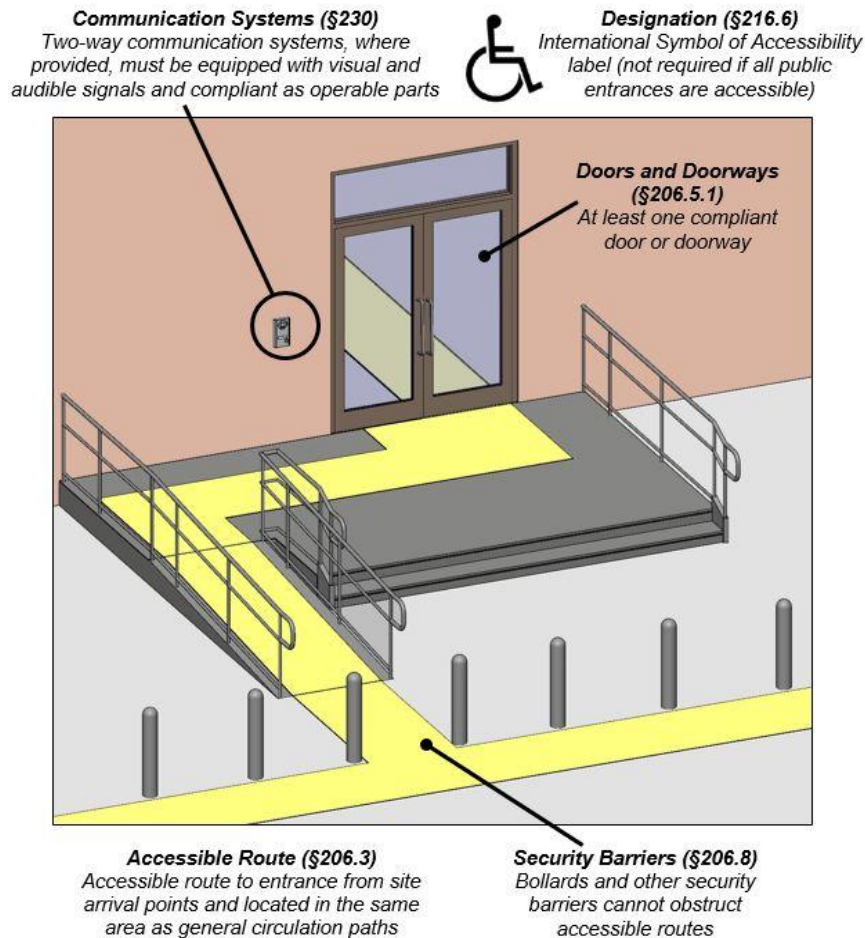 Communication Systems (§230)
Two-way communication systems, where
provided, must be equipped with visual and
audible signals and compliant as operable parts
Designation (§216.6)
International Symbol of Accessibility
label (not required if all public
entrances are accessible)
Doors and Doorways
(§206.5.1)
At least one compliant
door or doorway
Accessible Route (§206.3)
Accessible route to entrance from site
arrival points and located in the same
area as general circulation paths
Security Barriers (§206.8)
Bollards and other security
barriers cannot obstruct
accessible routes